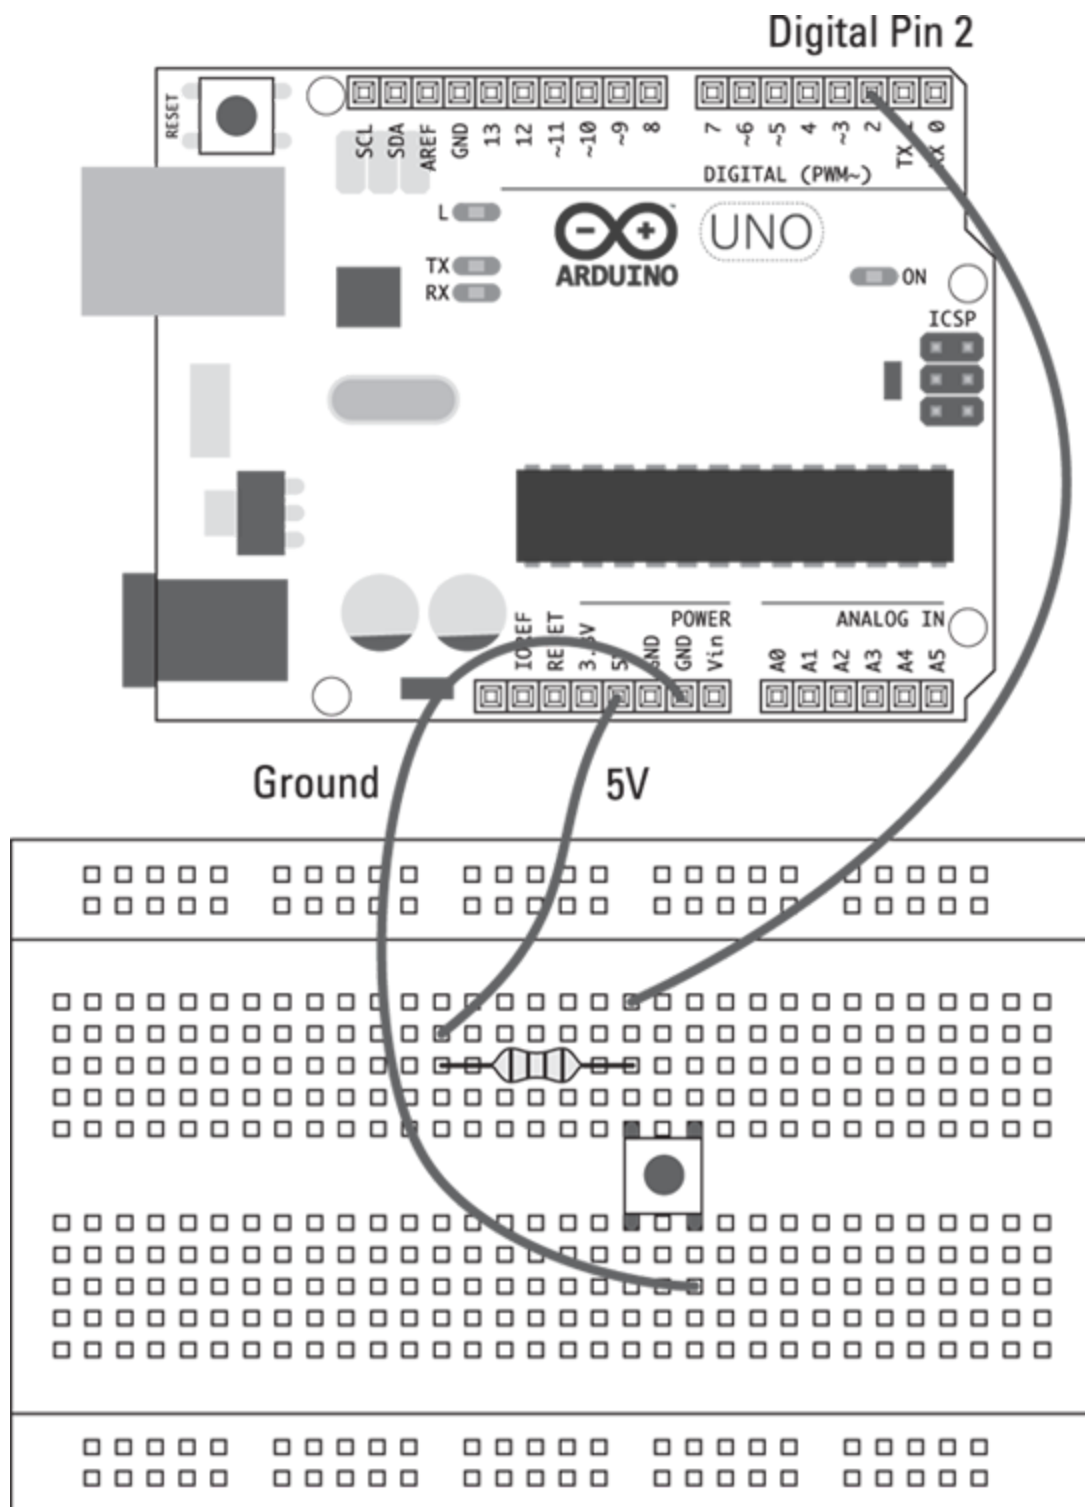 Digital Pin 2
RESET
SCL
SDA
AREF
GND
13
12
~11
~10
~9
8
7
~6
~5
4
~3
2
TX
RX 0
DIGITAL (PWM~)
L
TX
RX
ARDUINO
UNO
ON
ICSP
POWER
ANALOG IN
IOREF
RESET
3.3V
5V
GND
GND
Vin
A0
A1
A2
A3
A4
A5
Ground
5V